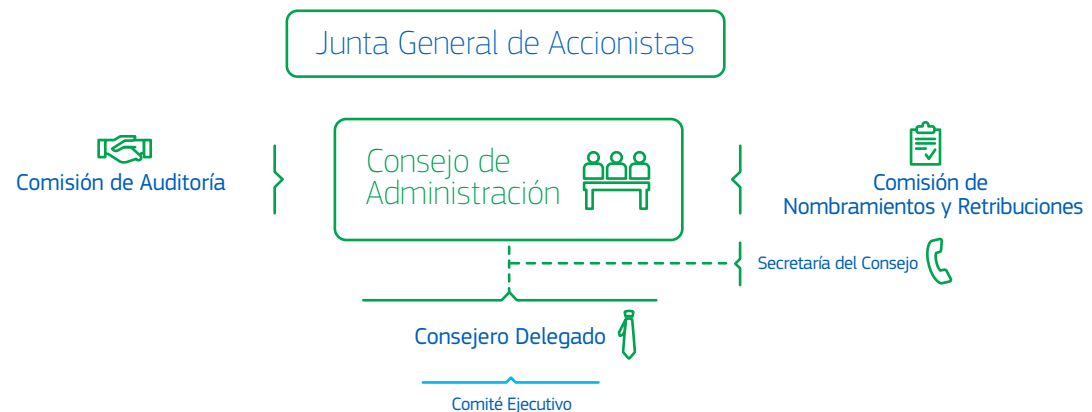 Junta General de Accionistas
Comisión de Auditoría
Consejo de
Administración
Comisión de
Nombramientos y Retribuciones
Secretaría del Consejo
Consejero Delegado
Comité Ejecutivo